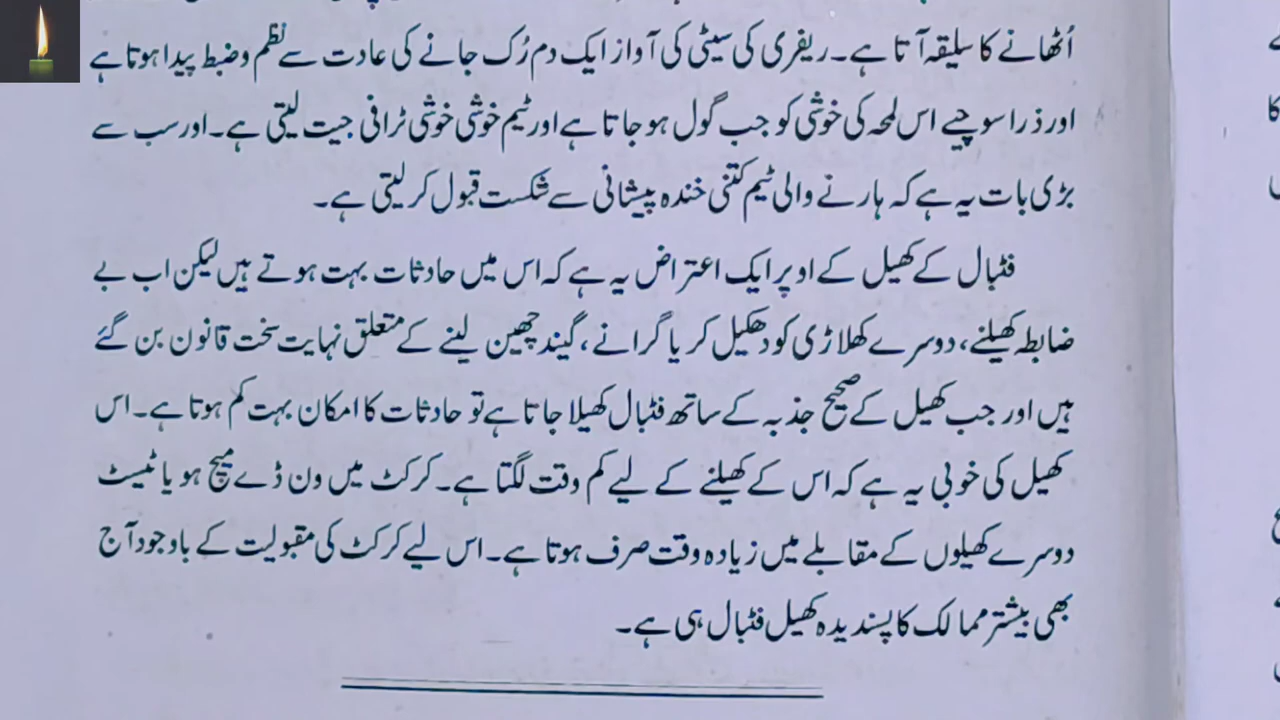 اُٹھانے کا سلیقہ آتا ہے۔ ریفری کی سیٹی کی آواز ایک دم رُک جانے کی عادت سے نظم و ضبط پیدا ہوتا ہے
اور ذرا سوچیے اس لمحہ کی خوشی کو جب گول ہو جاتا ہے اور ٹیم خوشی خوشی ٹرافی جیت لیتی ہے۔ اور سب سے
بڑی بات یہ ہے کہ ہارنے والی ٹیم کتنی خندہ پیشانی سے شکست قبول کر لیتی ہے۔
فٹبال کے کھیل کے اوپر ایک اعتراض یہ ہے کہ اس میں حادثات بہت ہوتے ہیں لیکن اب بے
ضابطہ کھیلنے، دوسرے کھلاڑی کو دھکیل کر یا گرانے، گیند چھین لینے کے متعلق نہایت سخت قانون بن گئے
ہیں اور جب کھیل کے صحیح جذبہ کے ساتھ فٹبال کھیلا جاتا ہے تو حادثات کا امکان بہت کم ہوتا ہے۔ اس
کھیل کی خوبی یہ ہے کہ اس کے کھیلنے کے لیے کم وقت لگتا ہے۔ کرکٹ میں ون ڈے میچ ہو یا ٹیسٹ
دوسرے کھیلوں کے مقابلے میں زیادہ وقت صرف ہوتا ہے۔ اس لیے کرکٹ کی مقبولیت کے باوجود آج
بھی بیشتر ممالک کا پسندیدہ کھیل فٹبال ہی ہے۔